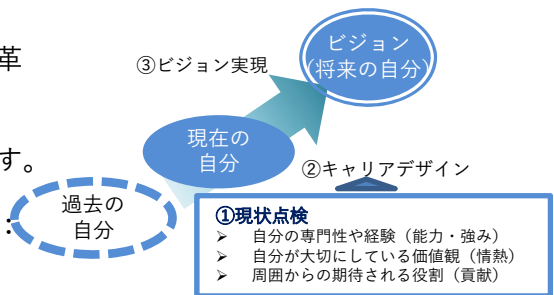 革
③ビジョン実現
ビジョン
(将来の自分)
現在の
自分
す。
②キャリアデザイン
過去の
自分
：
①現状点検
➢ 自分の専門性や経験（能力・強み）
➢ 自分が大切にしている価値観（情熱）
➢ 周囲からの期待される役割（貢献）